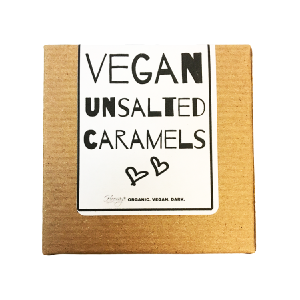 VEGAN
UNSALTED
CARAMELS
ORGANIC. VEGAN. DARK.